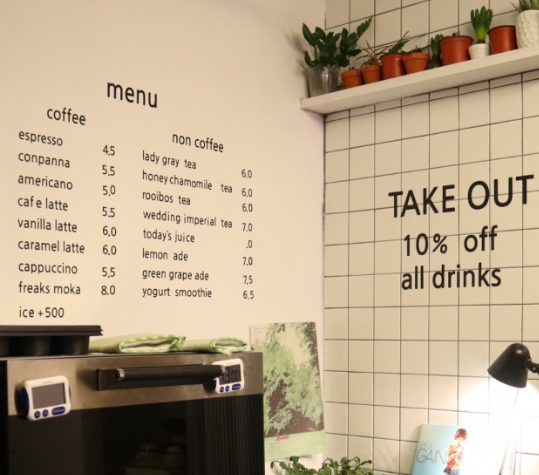 menu
coffee
espresso 4,5
conpanna 5,5
americano 5,0
cafe latte 5,5
vanilla latte 6,0
caramel latte 6,0
cappuccino 5,5
freaks moka 8,0
ice +500
non coffee
lady gray tea 6,0
honey chamomile tea 6,0
rooibos tea 6,0
wedding imperial tea 7,0
today's juice ,0
lemon ade 7,0
green grape ade 7,5
yogurt smoothie 6,5
TAKE OUT
10% off
all drinks
GAIN